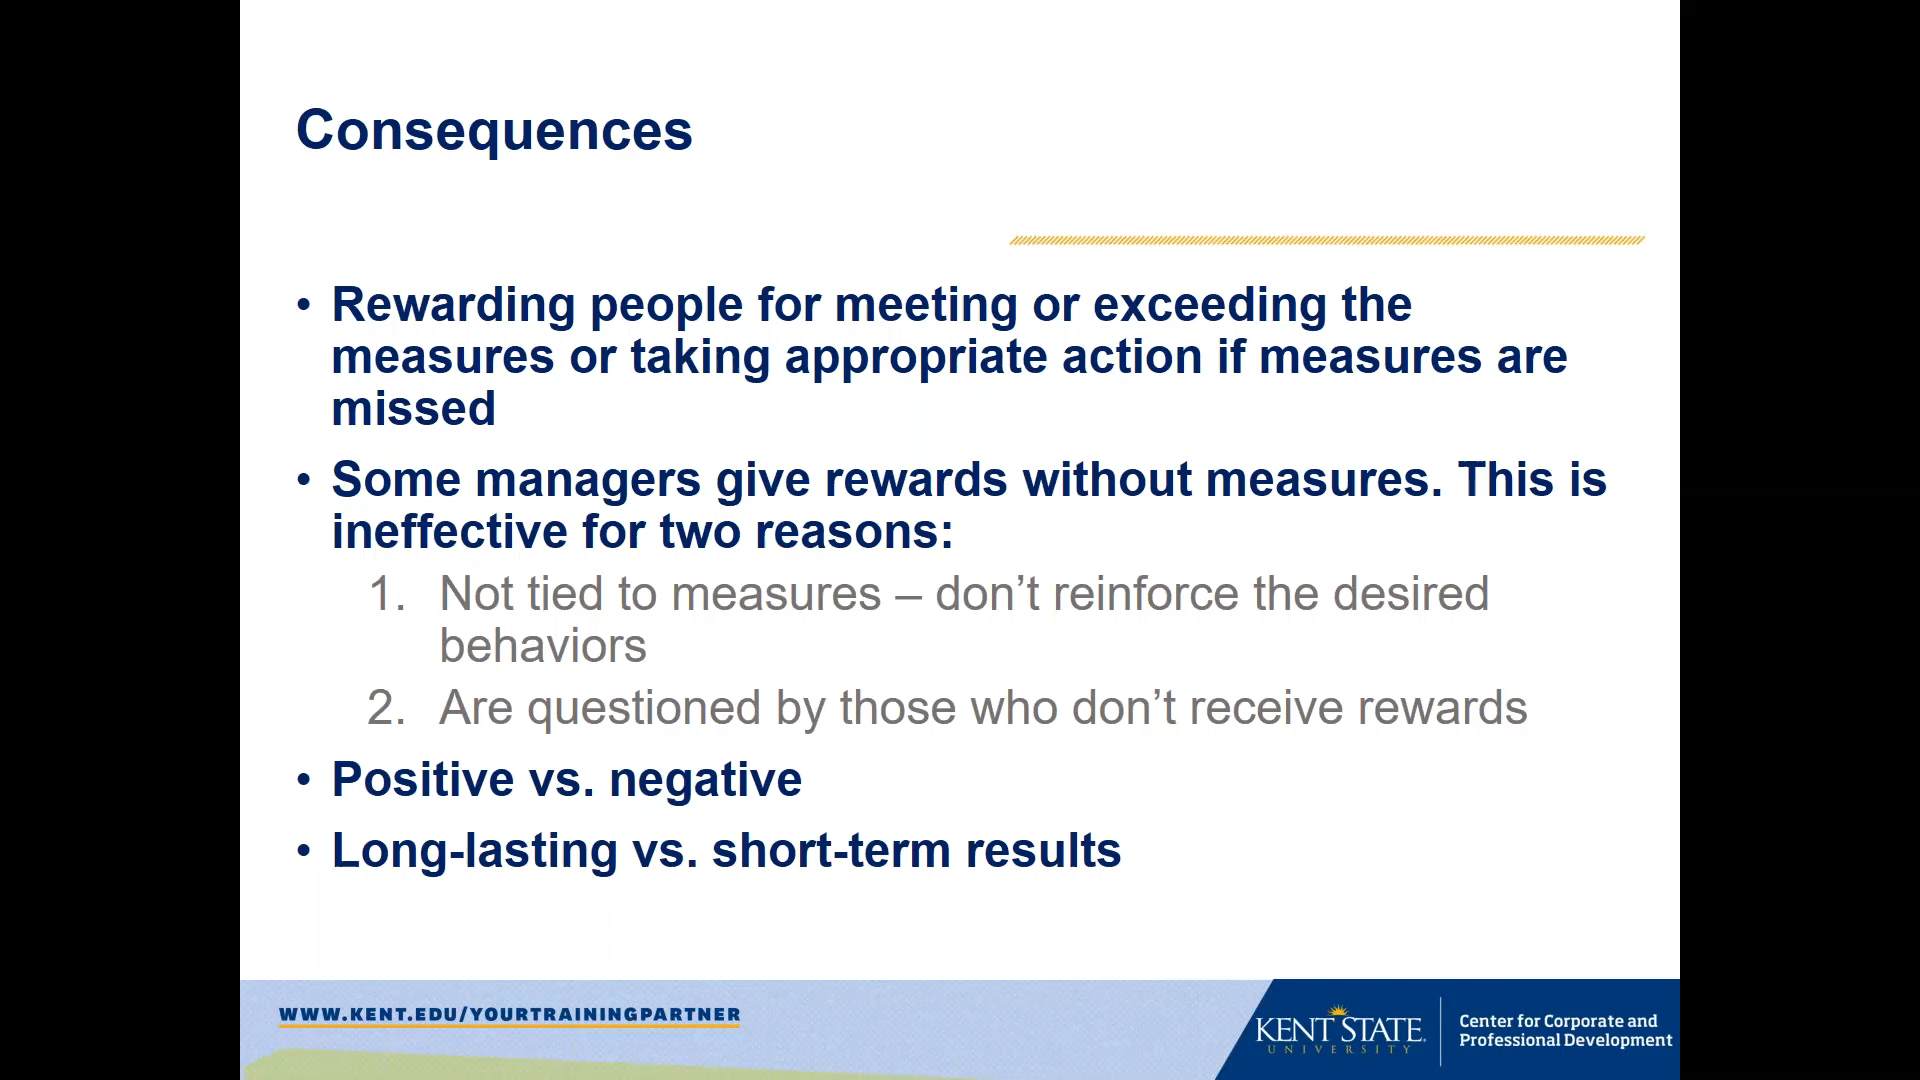 Consequences
• Rewarding people for meeting or exceeding the
measures or taking appropriate action if measures are
missed
• Some managers give rewards without measures. This is
ineffective for two reasons:
1. Not tied to measures – don’t reinforce the desired
behaviors
2. Are questioned by those who don’t receive rewards
• Positive vs. negative
• Long-lasting vs. short-term results
WWW.KENT.EDU/YOURTRAININGPARTNER
KENT STATE
UNIVERSITY
Center for Corporate and
Professional Development